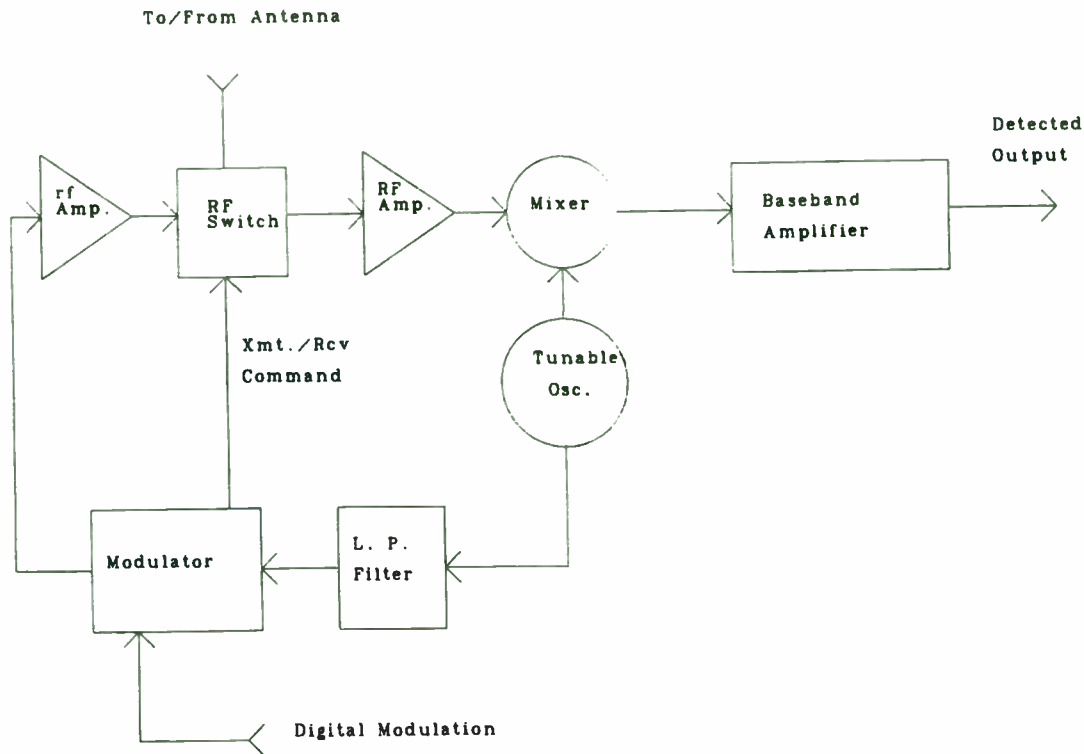 To/From Antenna
Detected
Output
rf
Amp.
RF
Switch
RF
Amp.
Mixer
Baseband
Amplifier
Xmt./Rcv
Command
Tunable
Osc.
Modulator
L. P.
Filter
Digital Modulation